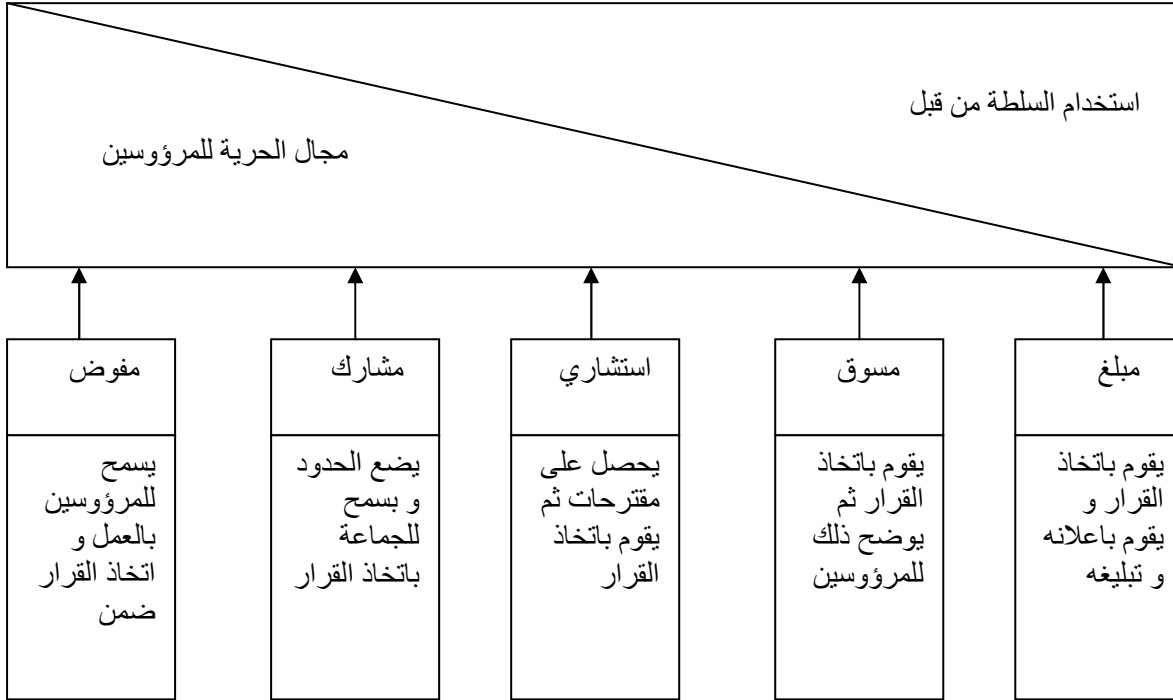 استخدام السلطة من قبل
مجال الحرية للمرؤوسين
مبلغ
يقوم باتخاذ
القرار و
يقوم باعلانه
و تبليغه
مسوق
يقوم باتخاذ
القرار ثم
يوضح ذلك
للمرؤوسين
استشاري
يحصل على
مقترحات ثم
يقوم باتخاذ
القرار
مشارك
يضع الحدود
و بسمح
للجماعة
باتخاذ القرار
مفوض
يسمح
للمرؤوسين
بالعمل و
اتخاذ القرار
ضمن